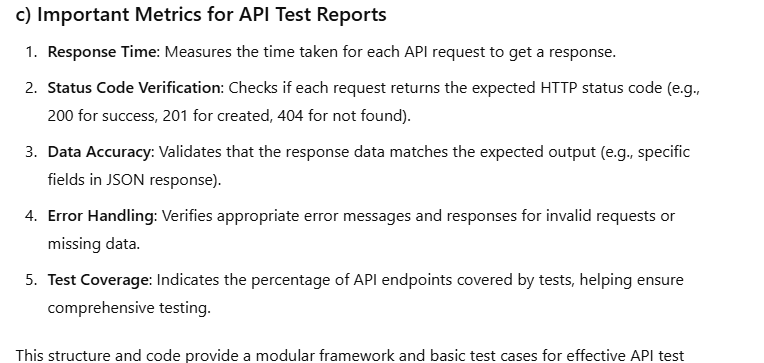 c) Important Metrics for API Test Reports
1. Response Time: Measures the time taken for each API request to get a response.
2. Status Code Verification: Checks if each request returns the expected HTTP status code (e.g.,
200 for success, 201 for created, 404 for not found).
3. Data Accuracy: Validates that the response data matches the expected output (e.g., specific
fields in JSON response).
4. Error Handling: Verifies appropriate error messages and responses for invalid requests or
missing data.
5. Test Coverage: Indicates the percentage of API endpoints covered by tests, helping ensure
comprehensive testing.
This structure and code provide a modular framework and basic test cases for effective API test